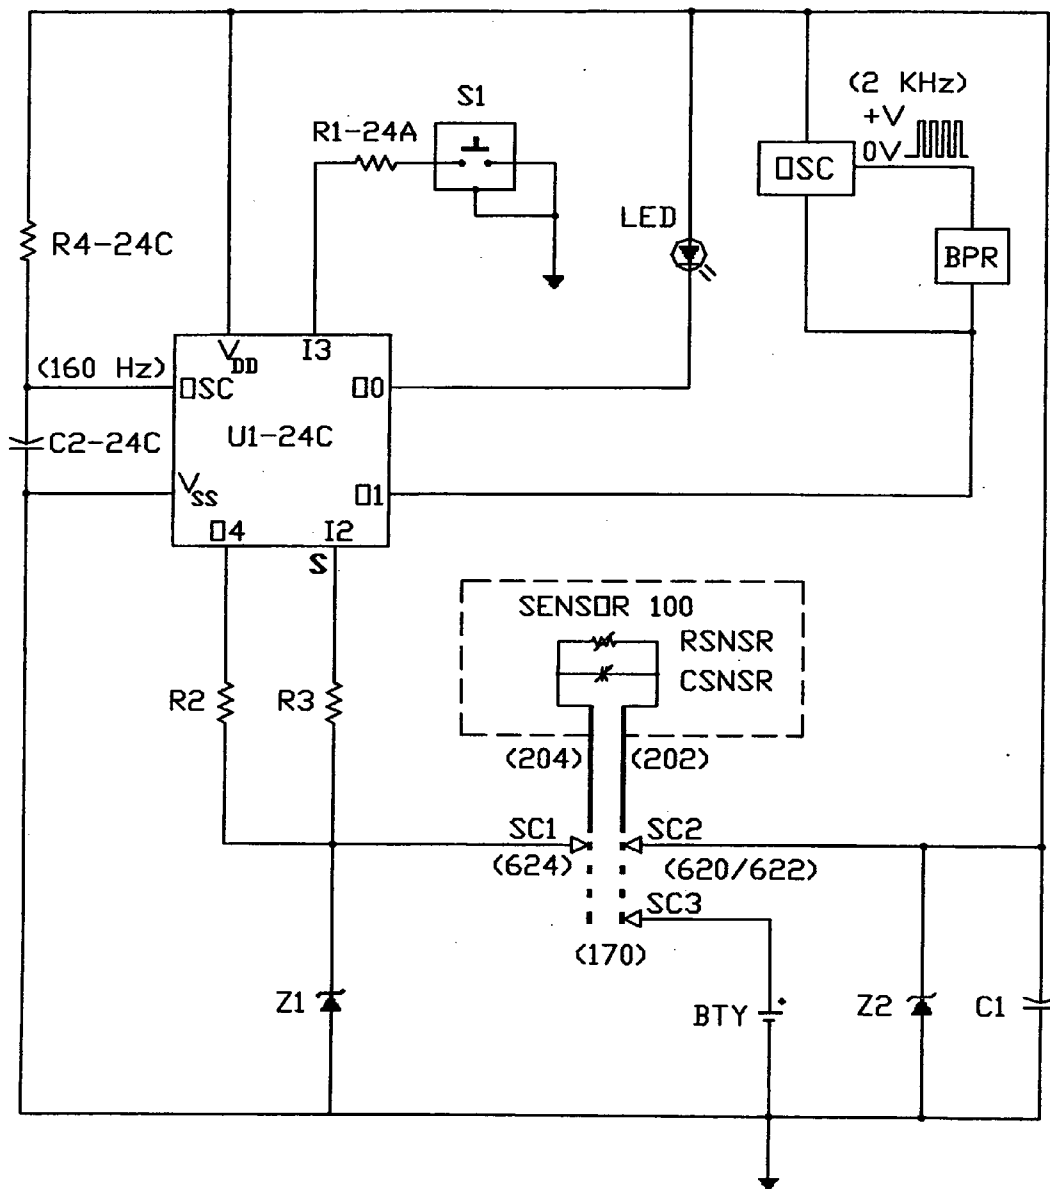 (2 KHz)
S1
+V
R1-24A
0V
OSC
LED
R4-24C
BPR
VDD
I3
(160 Hz)
OSC
O0
C2-24C
U1-24C
VSS
O1
O4
I2
S
SENSOR 100
RSNSR
CSNSR
R2
R3
(204)
(202)
SC1
SC2
(624)
(620/622)
SC3
(170)
Z1
BTY
+
Z2
C1